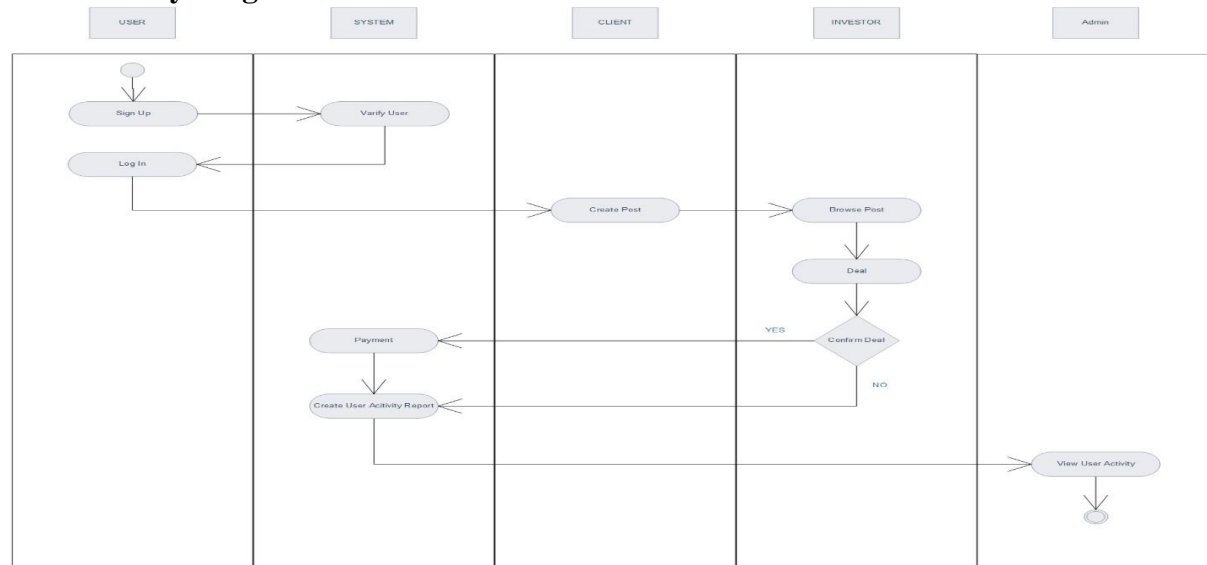 USER
SYSTEM
CLIENT
INVESTOR
Admin
Sign Up
Varify User
Log In
Create Post
Browse Post
Deal
YES
Payment
Confirm Deal
NO
Create User Acitivity Report
View User Activity